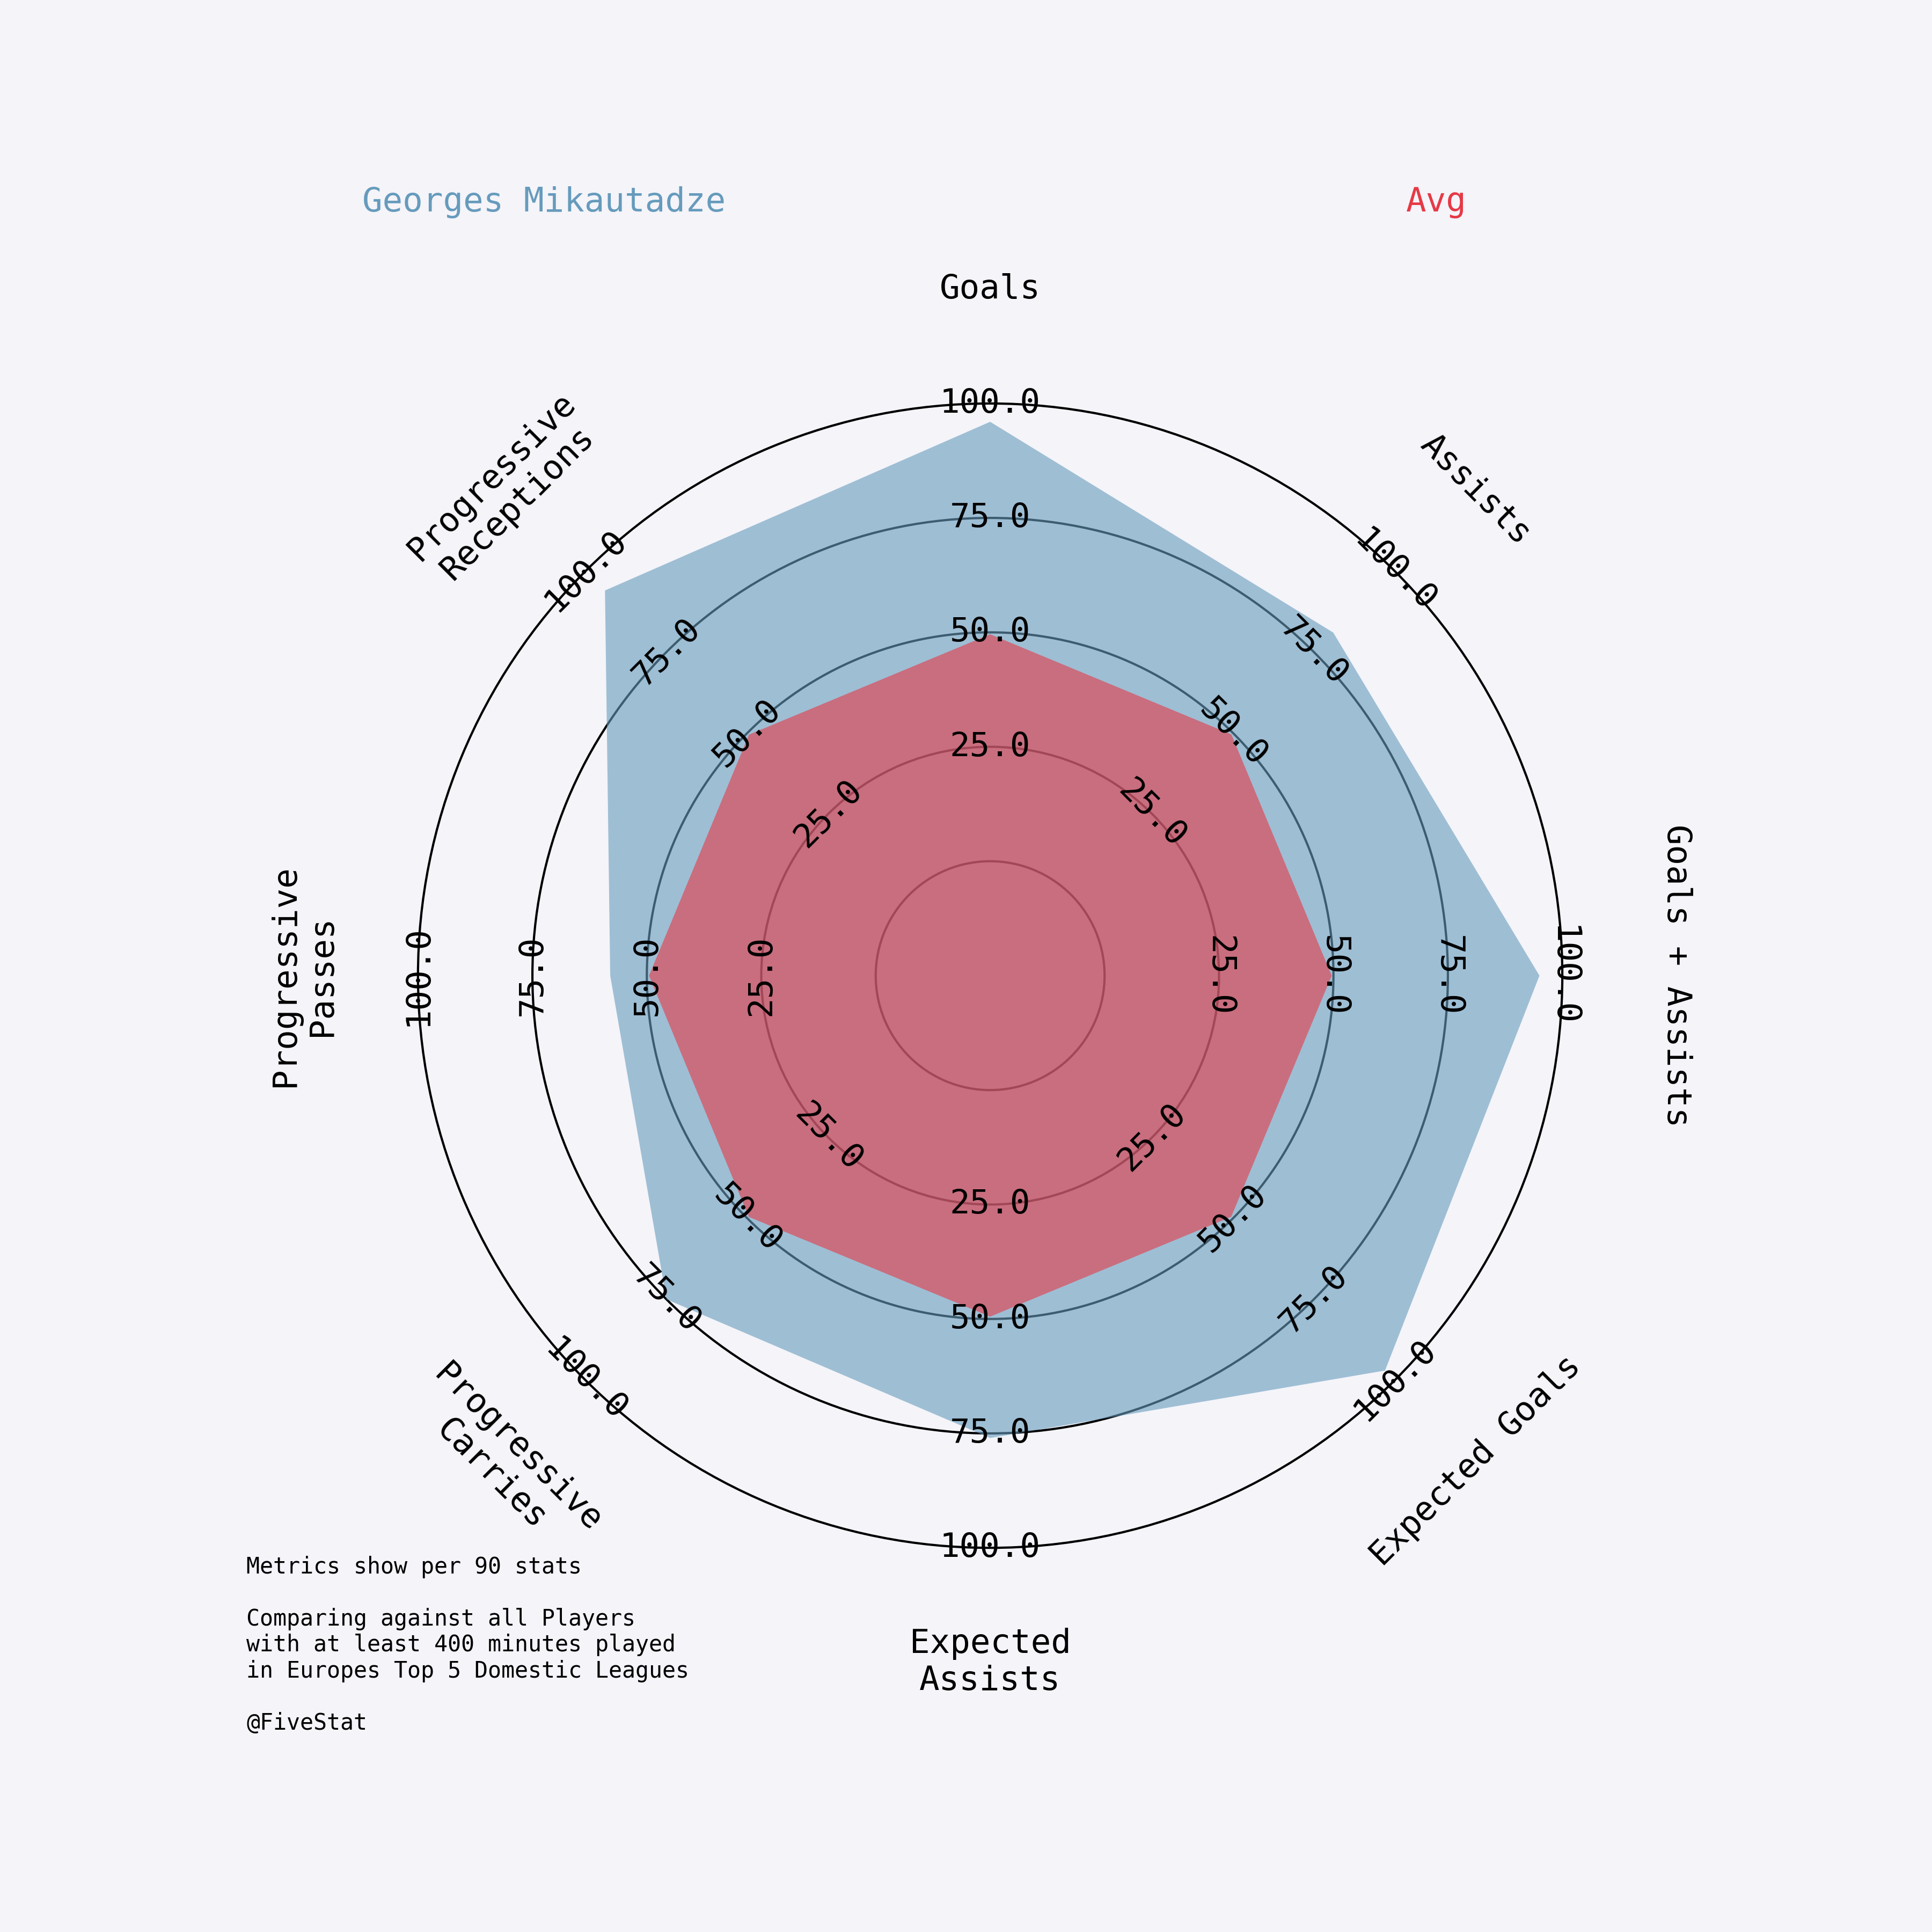 Georges Mikautadze
Avg
Goals
Assists
Goals + Assists
Expected Goals
Expected
Assists
Progressive
Carries
Progressive
Passes
Progressive
Receptions
100.0
75.0
50.0
25.0
100.0
75.0
50.0
25.0
100.0
75.0
50.0
25.0
100.0
75.0
50.0
25.0
100.0
75.0
50.0
25.0
100.0
75.0
50.0
25.0
100.0
75.0
50.0
25.0
100.0
75.0
50.0
25.0
Metrics show per 90 stats
Comparing against all Players
with at least 400 minutes played
in Europes Top 5 Domestic Leagues
@FiveStat